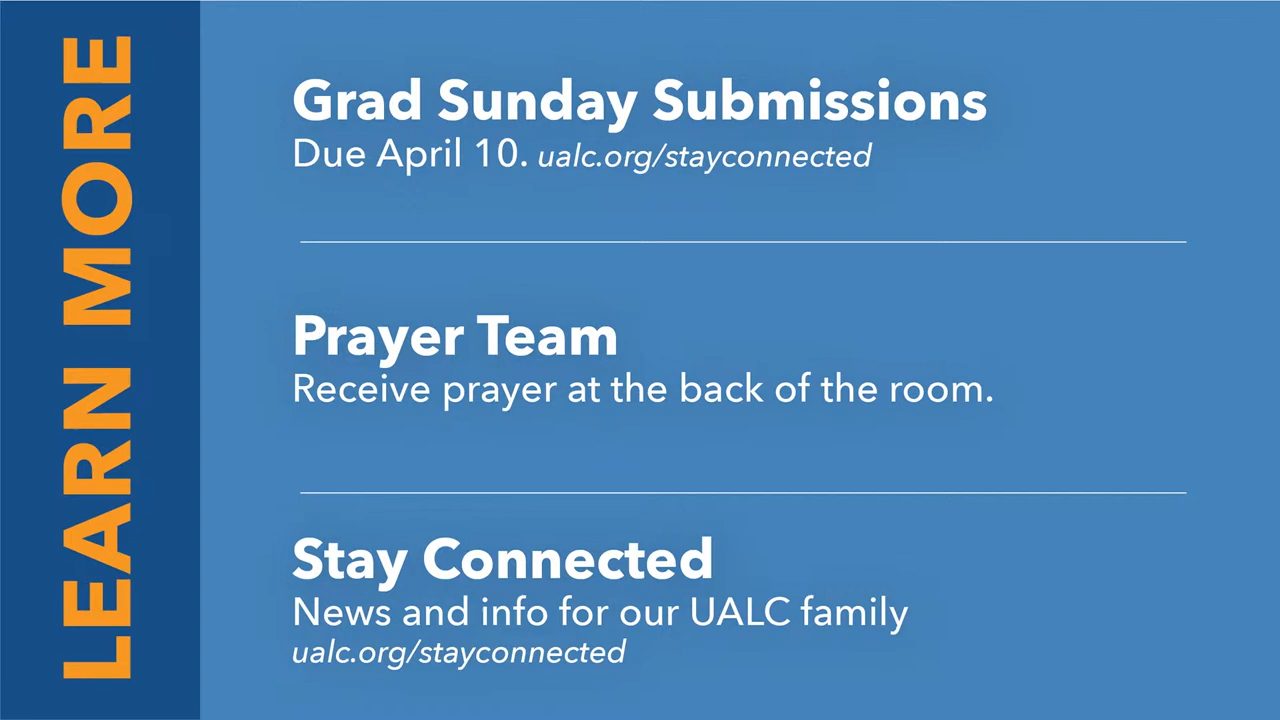 LEARN MORE
Grad Sunday Submissions
Due April 10. ualc.org/stayconnected
Prayer Team
Receive prayer at the back of the room.
Stay Connected
News and info for our UALC family
ualc.org/stayconnected